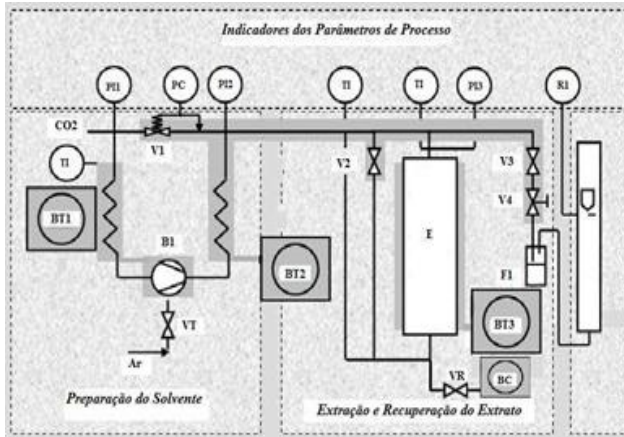 Indicadores dos Parâmetros de Processo
PI1 PC PI2 TI TI PI3 R1
CO2
V1
TI
V2
V3
V4
BT1
B1
E
F1
BT2
BT3
VT
Ar
VR
BC
Preparação do Solvente
Extração e Recuperação do Extrato